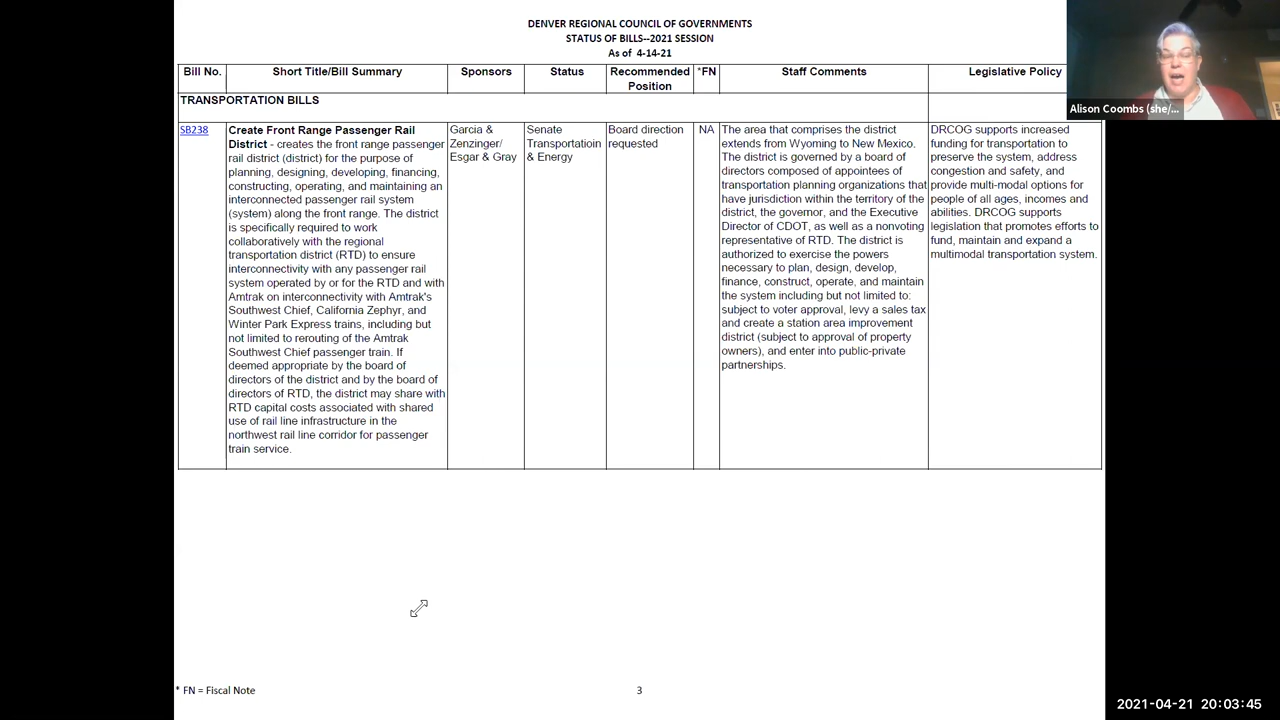 DENVER REGIONAL COUNCIL OF GOVERNMENTS
STATUS OF BILLS--2021 SESSION
As of 4-14-21
Bill No.
Short Title/Bill Summary
Sponsors
Status
Recommended
Position
*FN
Staff Comments
Legislative Policy
TRANSPORTATION BILLS
SB238
Create Front Range Passenger Rail
District - creates the front range passenger
rail district (district) for the purpose of
planning, designing, developing, financing,
constructing, operating, and maintaining an
interconnected passenger rail system
(system) along the front range. The district
is specifically required to work
collaboratively with the regional
transportation district (RTD) to ensure
interconnectivity with any passenger rail
system operated by or for the RTD and with
Amtrak on interconnectivity with Amtrak's
Southwest Chief, California Zephyr, and
Winter Park Express trains, including but
not limited to rerouting of the Amtrak
Southwest Chief passenger train. If
deemed appropriate by the board of
directors of the district and by the board of
directors of RTD, the district may share with
RTD capital costs associated with shared
use of rail line infrastructure in the
northwest rail line corridor for passenger
train service.
Garcia &
Zenzinger/
Esgar & Gray
Senate
Transportatioin
& Energy
Board direction
requested
NA
The area that comprises the district
extends from Wyoming to New Mexico.
The district is governed by a board of
directors composed of appointees of
transportation planning organizations that
have jurisdiction within the territory of the
district, the governor, and the Executive
Director of CDOT, as well as a nonvoting
representative of RTD. The district is
authorized to exercise the powers
necessary to plan, design, develop,
finance, construct, operate, and maintain
the system including but not limited to:
subject to voter approval, levy a sales tax
and create a station area improvement
district (subject to approval of property
owners), and enter into public-private
partnerships.
DRCOG supports increased
funding for transportation to
preserve the system, address
congestion and safety, and
provide multi-modal options for
people of all ages, incomes and
abilities. DRCOG supports
legislation that promotes efforts to
fund, maintain and expand a
multimodal transportation system.
Alison Coombs (she/...
* FN = Fiscal Note
3
2021-04-21 20:03:45